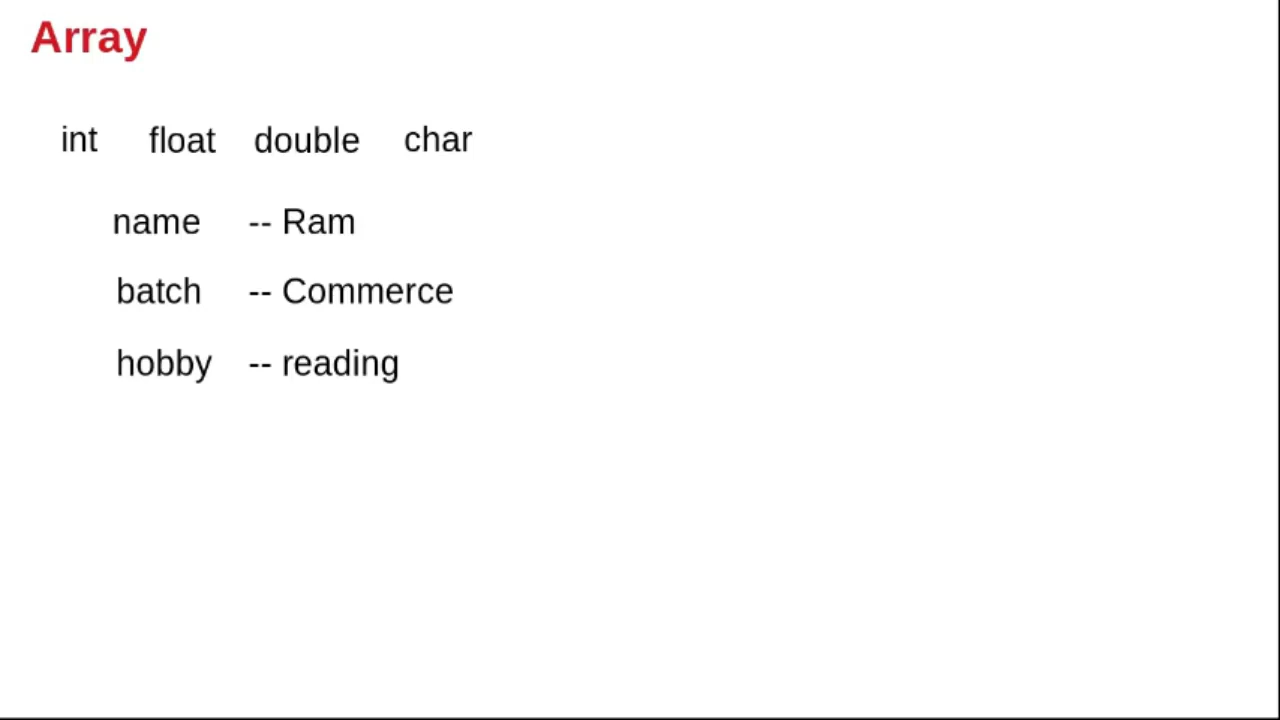 Array
int float double char
name -- Ram
batch -- Commerce
hobby -- reading